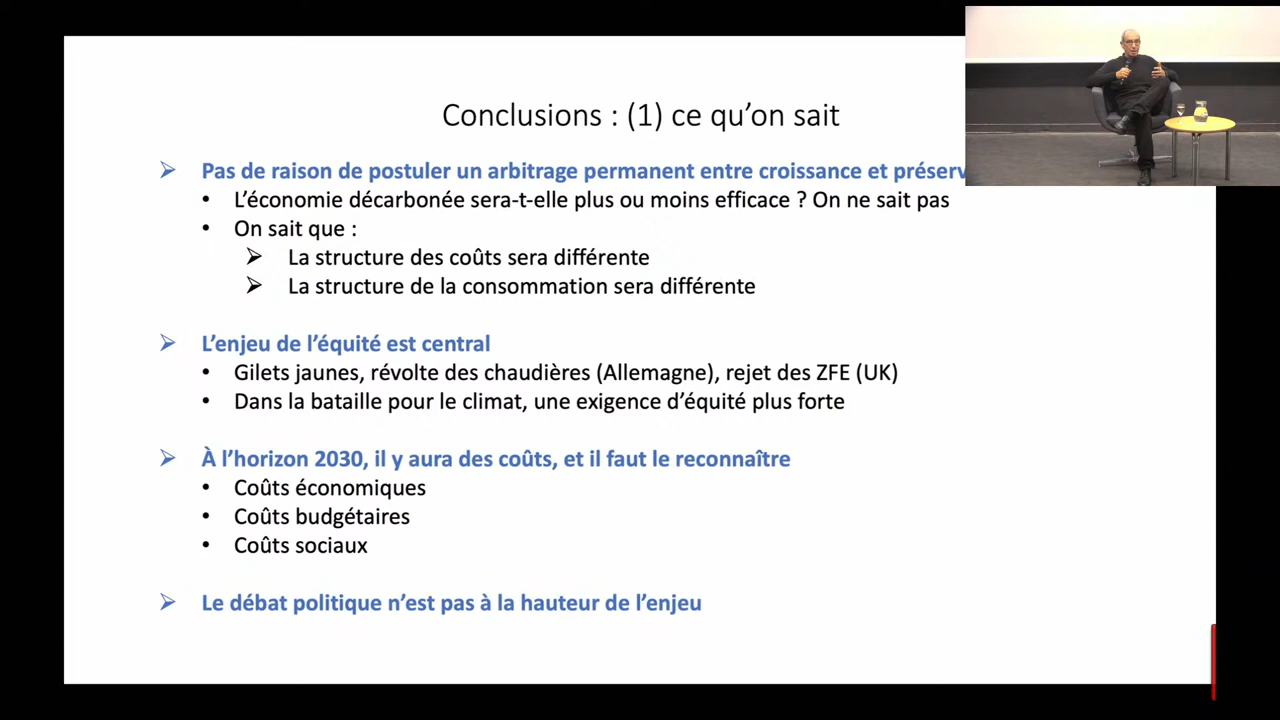 Conclusions : (1) ce qu’on sait
➢ Pas de raison de postuler un arbitrage permanent entre croissance et
• L’économie décarbonée sera-t-elle plus ou moins efficace ? On ne sait pas
• On sait que :
➢ La structure des coûts sera différente
➢ La structure de la consommation sera différente
➢ L’enjeu de l’équité est central
• Gilets jaunes, révolte des chaudières (Allemagne), rejet des ZFE (UK)
• Dans la bataille pour le climat, une exigence d’équité plus forte
➢ À l’horizon 2030, il y aura des coûts, et il faut le reconnaître
• Coûts économiques
• Coûts budgétaires
• Coûts sociaux
➢ Le débat politique n’est pas à la hauteur de l’enjeu